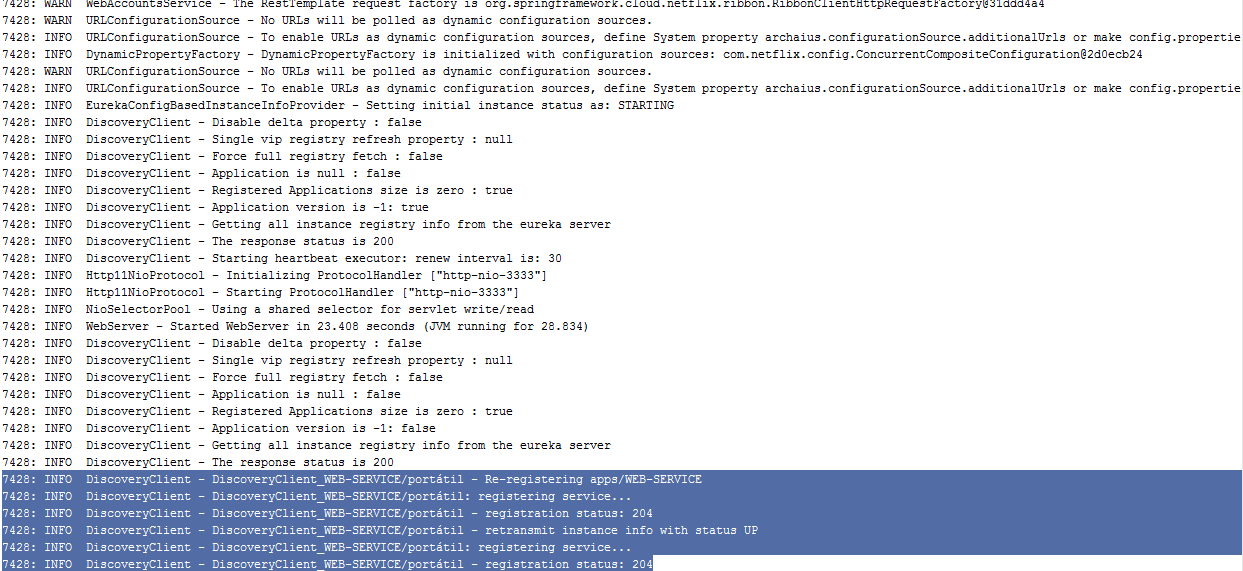 7428: WARN  WebAccountsService - The RestTemplate request factory is org.springframework.cloud.netflix.ribbon.RibbonClientHttpRequestFactory@31ddd4a4
7428: WARN  URLConfigurationSource - No URLs will be polled as dynamic configuration sources.
7428: INFO  URLConfigurationSource - To enable URLs as dynamic configuration sources, define System property archaius.configurationSource.additionalUrls or make config.propertie
7428: INFO  DynamicPropertyFactory - DynamicPropertyFactory is initialized with configuration sources: com.netflix.config.ConcurrentCompositeConfiguration@2d0ecb24
7428: WARN  URLConfigurationSource - No URLs will be polled as dynamic configuration sources.
7428: INFO  URLConfigurationSource - To enable URLs as dynamic configuration sources, define System property archaius.configurationSource.additionalUrls or make config.propertie
7428: INFO  EurekaConfigBasedInstanceInfoProvider - Setting initial instance status as: STARTING
7428: INFO  DiscoveryClient - Disable delta property : false
7428: INFO  DiscoveryClient - Single vip registry refresh property : null
7428: INFO  DiscoveryClient - Force full registry fetch : false
7428: INFO  DiscoveryClient - Application is null : false
7428: INFO  DiscoveryClient - Registered Applications size is zero : true
7428: INFO  DiscoveryClient - Application version is -1: true
7428: INFO  DiscoveryClient - Getting all instance registry info from the eureka server
7428: INFO  DiscoveryClient - The response status is 200
7428: INFO  DiscoveryClient - Starting heartbeat executor: renew interval is: 30
7428: INFO  Http11NioProtocol - Initializing ProtocolHandler ["http-nio-3333"]
7428: INFO  Http11NioProtocol - Starting ProtocolHandler ["http-nio-3333"]
7428: INFO  NioSelectorPool - Using a shared selector for servlet write/read
7428: INFO  WebServer - Started WebServer in 23.408 seconds (JVM running for 28.834)
7428: INFO  DiscoveryClient - Disable delta property : false
7428: INFO  DiscoveryClient - Single vip registry refresh property : null
7428: INFO  DiscoveryClient - Force full registry fetch : false
7428: INFO  DiscoveryClient - Application is null : false
7428: INFO  DiscoveryClient - Registered Applications size is zero : true
7428: INFO  DiscoveryClient - Application version is -1: false
7428: INFO  DiscoveryClient - Getting all instance registry info from the eureka server
7428: INFO  DiscoveryClient - The response status is 200
7428: INFO  DiscoveryClient - DiscoveryClient_WEB-SERVICE/portátil - Re-registering apps/WEB-SERVICE
7428: INFO  DiscoveryClient - DiscoveryClient_WEB-SERVICE/portátil: registering service...
7428: INFO  DiscoveryClient - DiscoveryClient_WEB-SERVICE/portátil - registration status: 204
7428: INFO  DiscoveryClient - DiscoveryClient_WEB-SERVICE/portátil - retransmit instance info with status UP
7428: INFO  DiscoveryClient - DiscoveryClient_WEB-SERVICE/portátil: registering service...
7428: INFO  DiscoveryClient - DiscoveryClient_WEB-SERVICE/portátil - registration status: 204